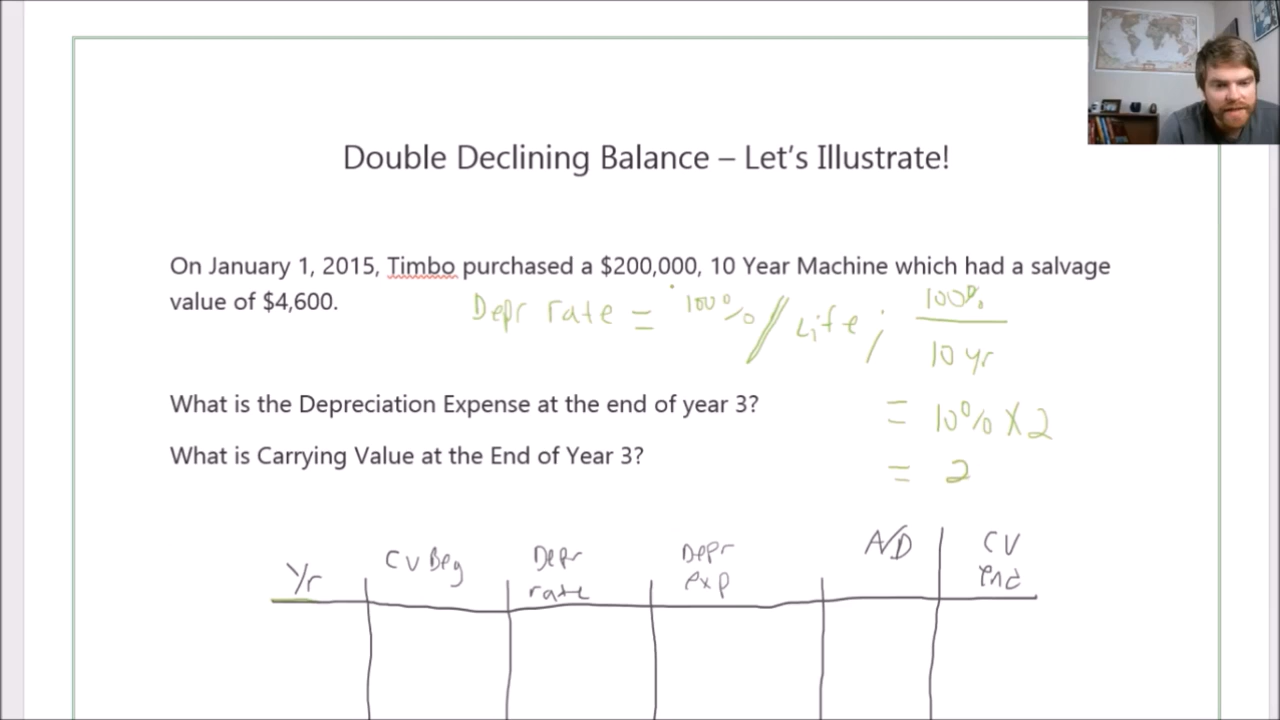 Double Declining Balance – Let's Illustrate!
On January 1, 2015, Timbo purchased a $200,000, 10 Year Machine which had a salvage
value of $4,600.
Depr rate = 100% / Life; 100% / 10 yr
= 10% X 2
= 2
What is the Depreciation Expense at the end of year 3?
What is Carrying Value at the End of Year 3?
Yr CV Beg Depr rate Depr exp A/D CV end